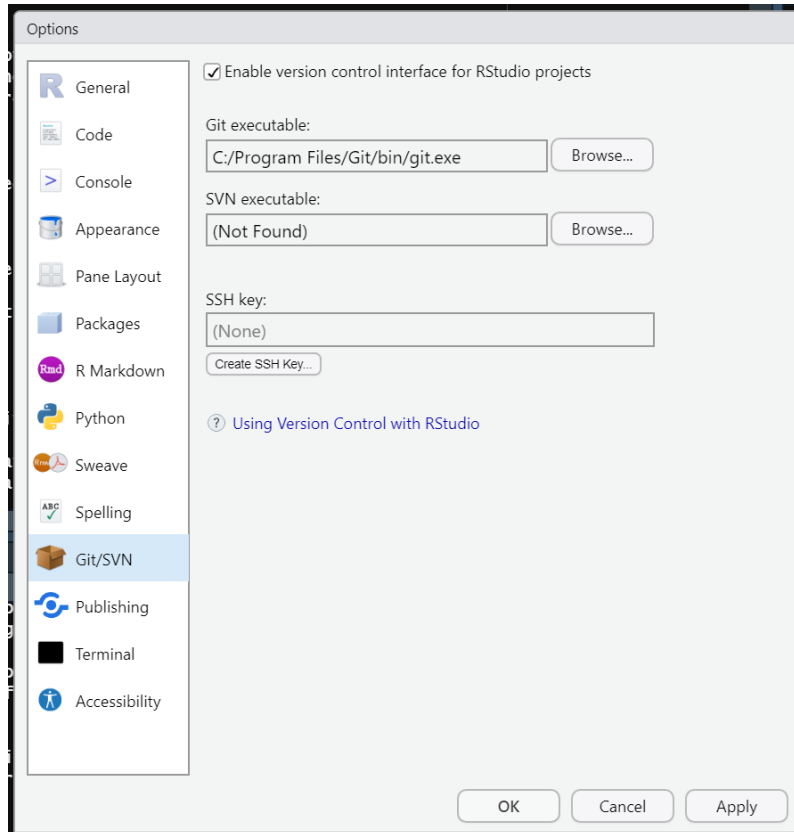 Options
General
Code
Console
Appearance
Pane Layout
Packages
Rmd R Markdown
Python
Sweave
ABC Spelling
Git/SVN
Publishing
Terminal
Accessibility
Enable version control interface for RStudio projects
Git executable:
C:/Program Files/Git/bin/git.exe Browse...
SVN executable:
(Not Found) Browse...
SSH key:
(None)
Create SSH Key...
? Using Version Control with RStudio
OK Cancel Apply